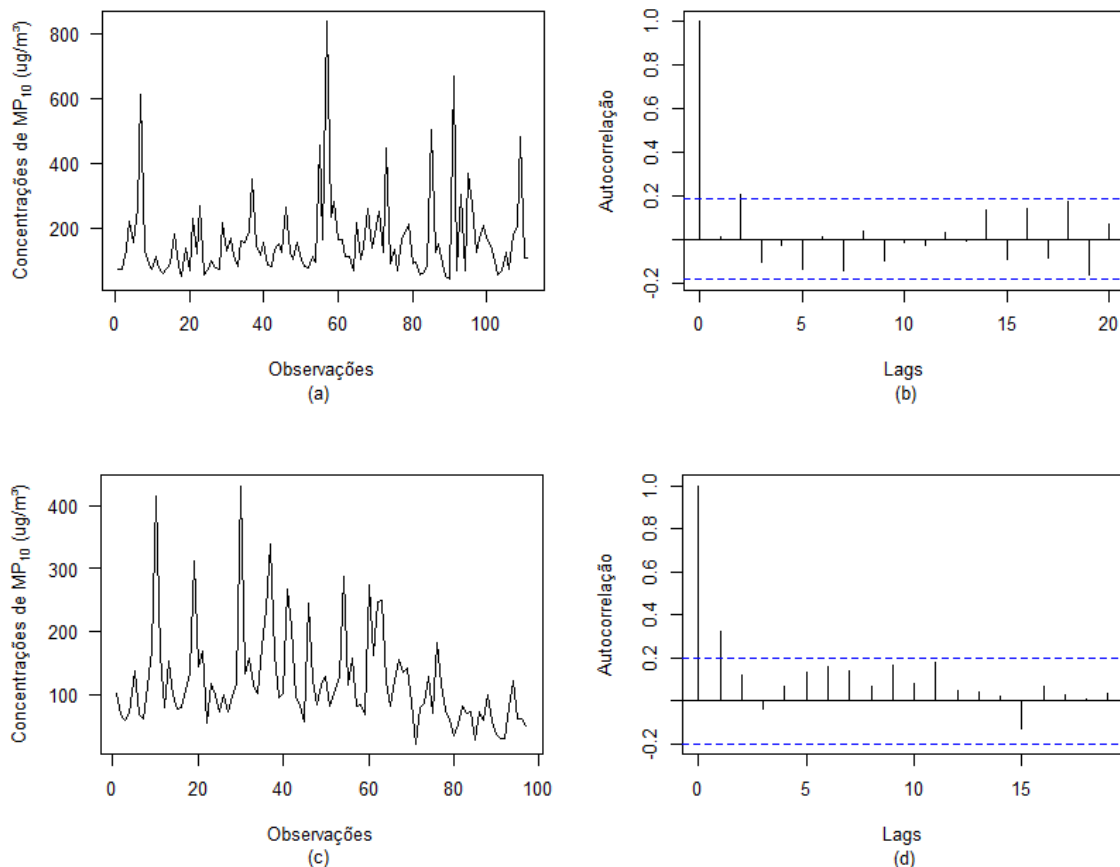 Concentrações de MP₁₀ (ug/m³)
800
600
400
200
0 20 40 60 80 100
Observações
(a)
Autocorrelação
1.0
0.8
0.6
0.4
0.2
-0.2
0 5 10 15 20
Lags
(b)
Concentrações de MP₁₀ (ug/m³)
400
300
200
100
0 20 40 60 80 100
Observações
(c)
Autocorrelação
1.0
0.8
0.6
0.4
0.2
-0.2
0 5 10 15
Lags
(d)